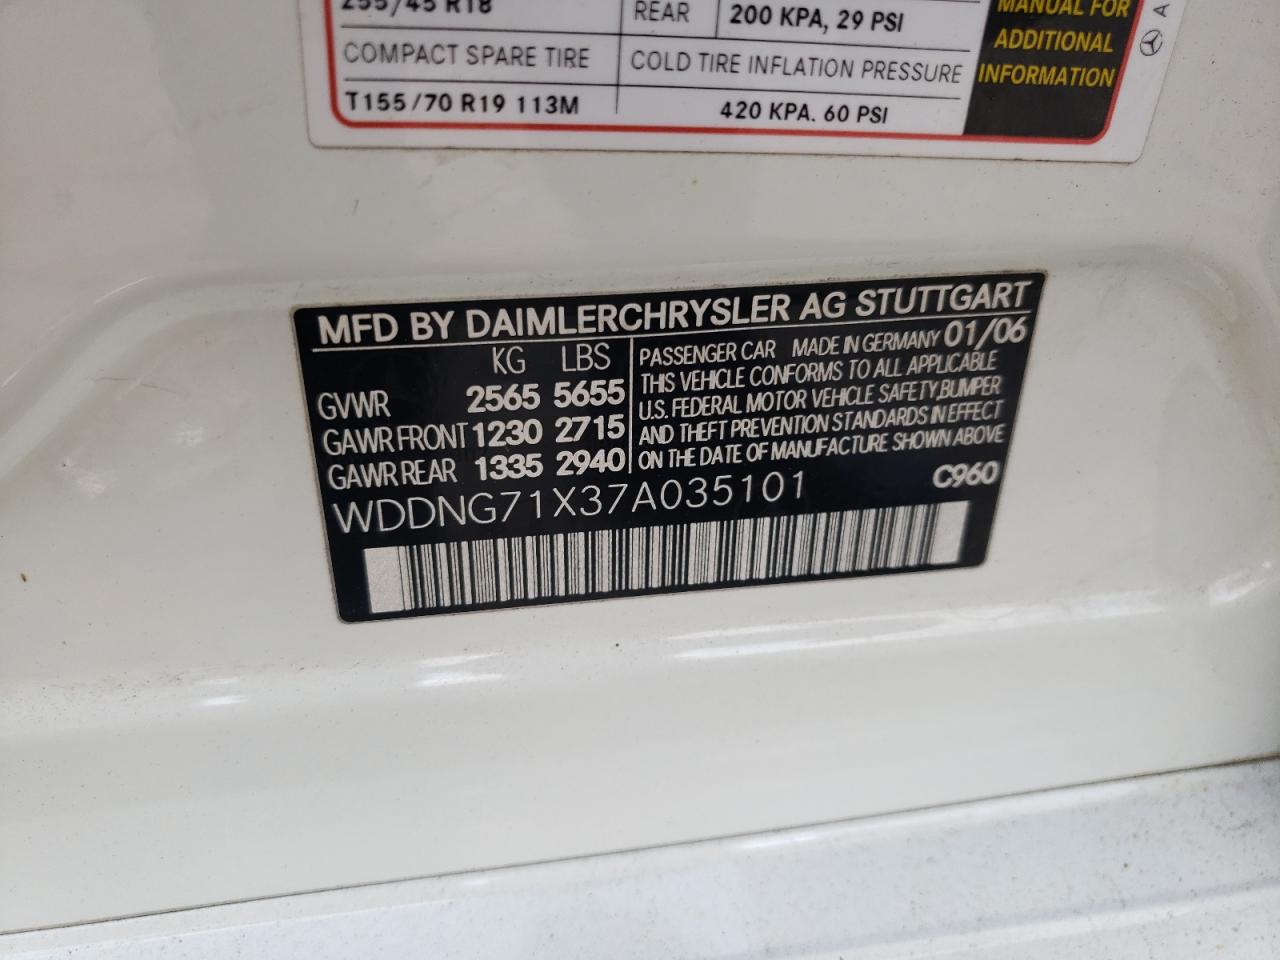 255/45 R18
REAR 200 KPA, 29 PSI
MANUAL FOR
ADDITIONAL
INFORMATION
COMPACT SPARE TIRE
COLD TIRE INFLATION PRESSURE
T155/70 R19 113M
420 KPA. 60 PSI
A
MFD BY DAIMLERCHRYSLER AG STUTTGART
KG LBS
GVWR 2565 5655
GAWR FRONT 1230 2715
GAWR REAR 1335 2940
PASSENGER CAR MADE IN GERMANY 01/06
THIS VEHICLE CONFORMS TO ALL APPLICABLE
U.S. FEDERAL MOTOR VEHICLE SAFETY,BUMPER
AND THEFT PREVENTION STANDARDS IN EFFECT
ON THE DATE OF MANUFACTURE SHOWN ABOVE
WDDNG71X37A035101
C960